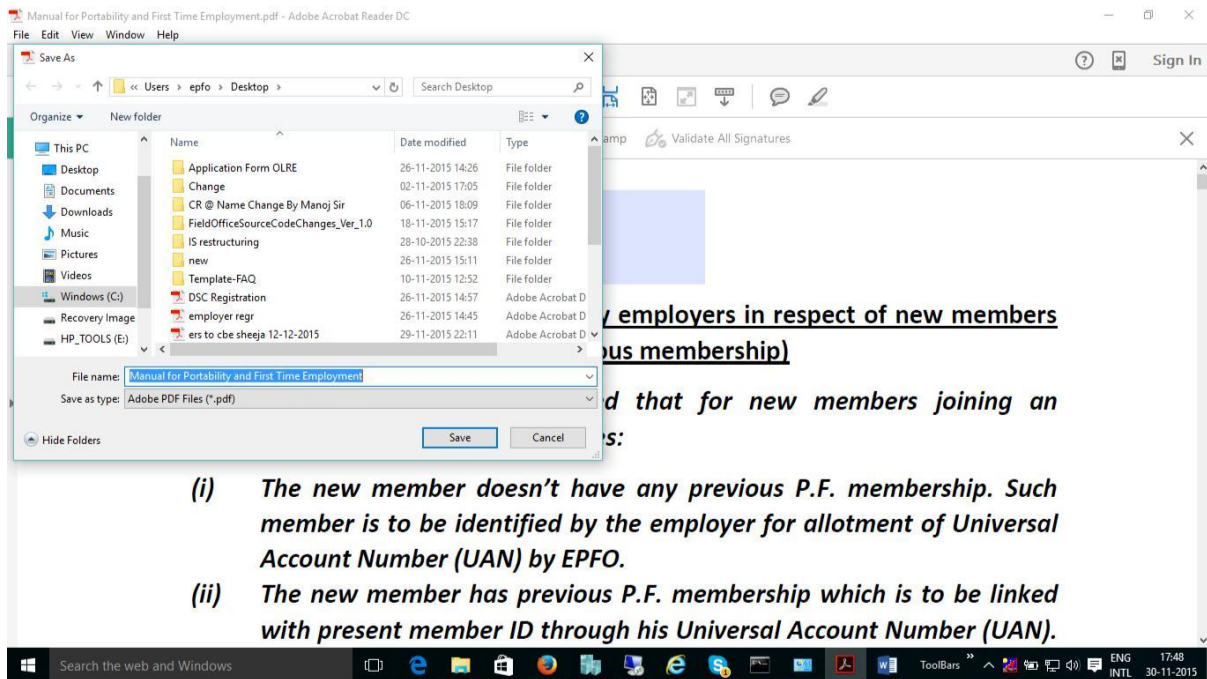 Manual for Portability and First Time Employment.pdf - Adobe Acrobat Reader DC
File Edit View Window Help
Save As
Sign In
« Users › epfo › Desktop ›
Search Desktop
Organize New folder
amp Validate All Signatures
This PC
Desktop
Documents
Downloads
Music
Pictures
Videos
Windows (C:)
Recovery Image
HP_TOOLS (E:)
Name Date modified Type
Application Form OLRE 26-11-2015 14:26 File folder
Change 02-11-2015 17:05 File folder
CR @ Name Change By Manoj Sir 06-11-2015 18:09 File folder
FieldOfficeSourceCodeChanges_Ver_1.0 18-11-2015 15:17 File folder
IS restructuring 28-10-2015 22:38 File folder
new 26-11-2015 15:11 File folder
Template-FAQ 10-11-2015 12:52 File folder
DSC Registration 26-11-2015 14:57 Adobe Acrobat D
employer regr 26-11-2015 14:45 Adobe Acrobat D
ers to cbe sheeja 12-12-2015 29-11-2015 22:11 Adobe Acrobat D
File name: Manual for Portability and First Time Employment
Save as type: Adobe PDF Files (*.pdf)
Hide Folders Save Cancel
y employers in respect of new members
ous membership)
d that for new members joining an
s:
(i) The new member doesn’t have any previous P.F. membership. Such
member is to be identified by the employer for allotment of Universal
Account Number (UAN) by EPFO.
(ii) The new member has previous P.F. membership which is to be linked
with present member ID through his Universal Account Number (UAN).
Search the web and Windows
ToolBars » ENG 17:48
INTL 30-11-2015